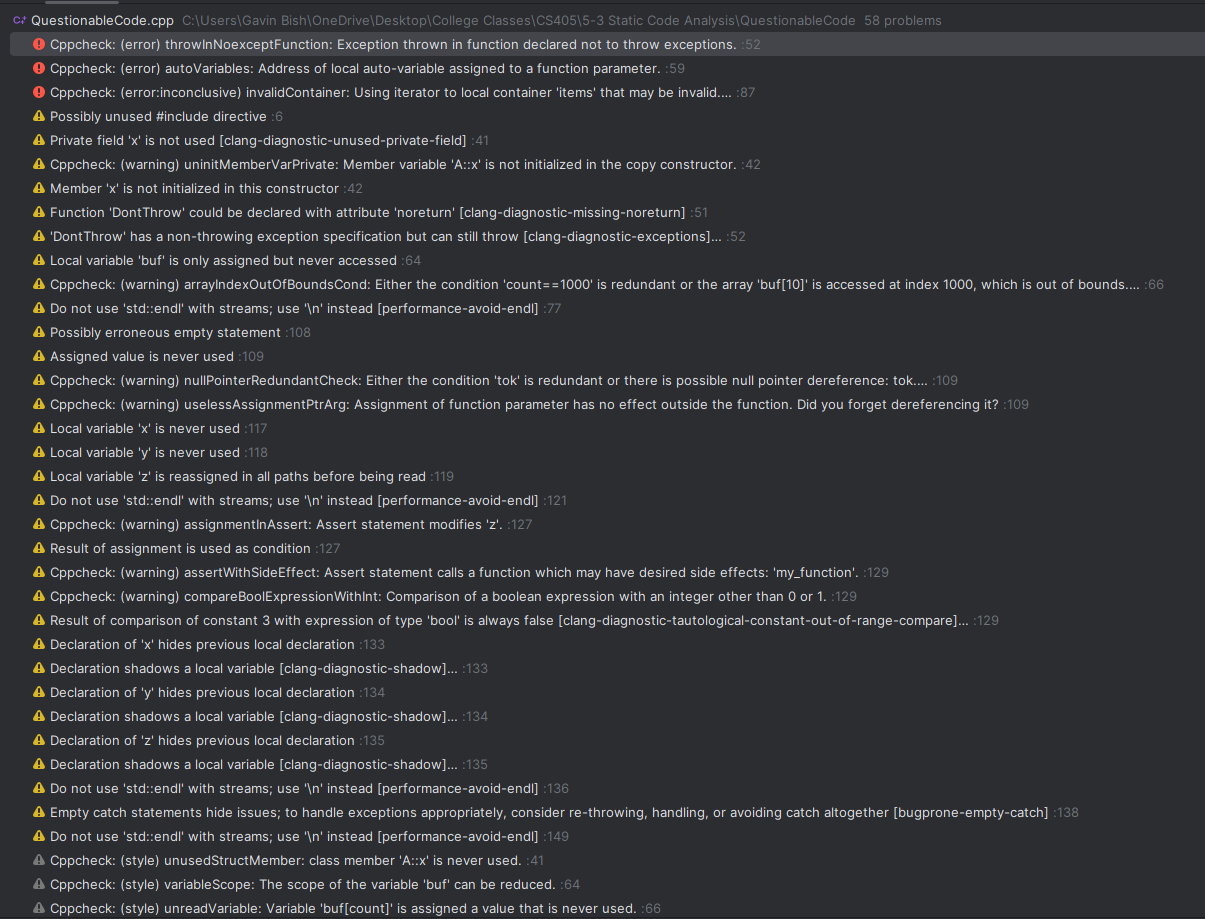 QuestionableCode.cpp C:\Users\Gavin Bish\OneDrive\Desktop\College Classes\CS405\5-3 Static Code Analysis\QuestionableCode 58 problems
Cppcheck: (error) throwInNoexceptFunction: Exception thrown in function declared not to throw exceptions. :52
Cppcheck: (error) autoVariables: Address of local auto-variable assigned to a function parameter. :59
Cppcheck: (error:inconclusive) invalidContainer: Using iterator to local container 'items' that may be invalid.... :87
Possibly unused #include directive :6
Private field 'x' is not used [clang-diagnostic-unused-private-field] :41
Cppcheck: (warning) uninitMemberVarPrivate: Member variable 'A::x' is not initialized in the copy constructor. :42
Member 'x' is not initialized in this constructor :42
Function 'DontThrow' could be declared with attribute 'noreturn' [clang-diagnostic-missing-noreturn] :51
'DontThrow' has a non-throwing exception specification but can still throw [clang-diagnostic-exceptions]... :52
Local variable 'buf' is only assigned but never accessed :64
Cppcheck: (warning) arrayIndexOutOfBoundsCond: Either the condition 'count==1000' is redundant or the array 'buf[10]' is accessed at index 1000, which is out of bounds.... :66
Do not use 'std::endl' with streams; use '\n' instead [performance-avoid-endl] :77
Possibly erroneous empty statement :108
Assigned value is never used :109
Cppcheck: (warning) nullPointerRedundantCheck: Either the condition 'tok' is redundant or there is possible null pointer dereference: tok.... :109
Cppcheck: (warning) uselessAssignmentPtrArg: Assignment of function parameter has no effect outside the function. Did you forget dereferencing it? :109
Local variable 'x' is never used :117
Local variable 'y' is never used :118
Local variable 'z' is reassigned in all paths before being read :119
Do not use 'std::endl' with streams; use '\n' instead [performance-avoid-endl] :121
Cppcheck: (warning) assignmentInAssert: Assert statement modifies 'z'. :127
Result of assignment is used as condition :127
Cppcheck: (warning) assertWithSideEffect: Assert statement calls a function which may have desired side effects: 'my_function'. :129
Cppcheck: (warning) compareBoolExpressionWithInt: Comparison of a boolean expression with an integer other than 0 or 1. :129
Result of comparison of constant 3 with expression of type 'bool' is always false [clang-diagnostic-tautological-constant-out-of-range-compare]... :129
Declaration of 'x' hides previous local declaration :133
Declaration shadows a local variable [clang-diagnostic-shadow]... :133
Declaration of 'y' hides previous local declaration :134
Declaration shadows a local variable [clang-diagnostic-shadow]... :134
Declaration of 'z' hides previous local declaration :135
Declaration shadows a local variable [clang-diagnostic-shadow]... :135
Do not use 'std::endl' with streams; use '\n' instead [performance-avoid-endl] :136
Empty catch statements hide issues; to handle exceptions appropriately, consider re-throwing, handling, or avoiding catch altogether [bugprone-empty-catch] :138
Do not use 'std::endl' with streams; use '\n' instead [performance-avoid-endl] :149
Cppcheck: (style) unusedStructMember: class member 'A::x' is never used. :41
Cppcheck: (style) variableScope: The scope of the variable 'buf' can be reduced. :64
Cppcheck: (style) unreadVariable: Variable 'buf[count]' is assigned a value that is never used. :66